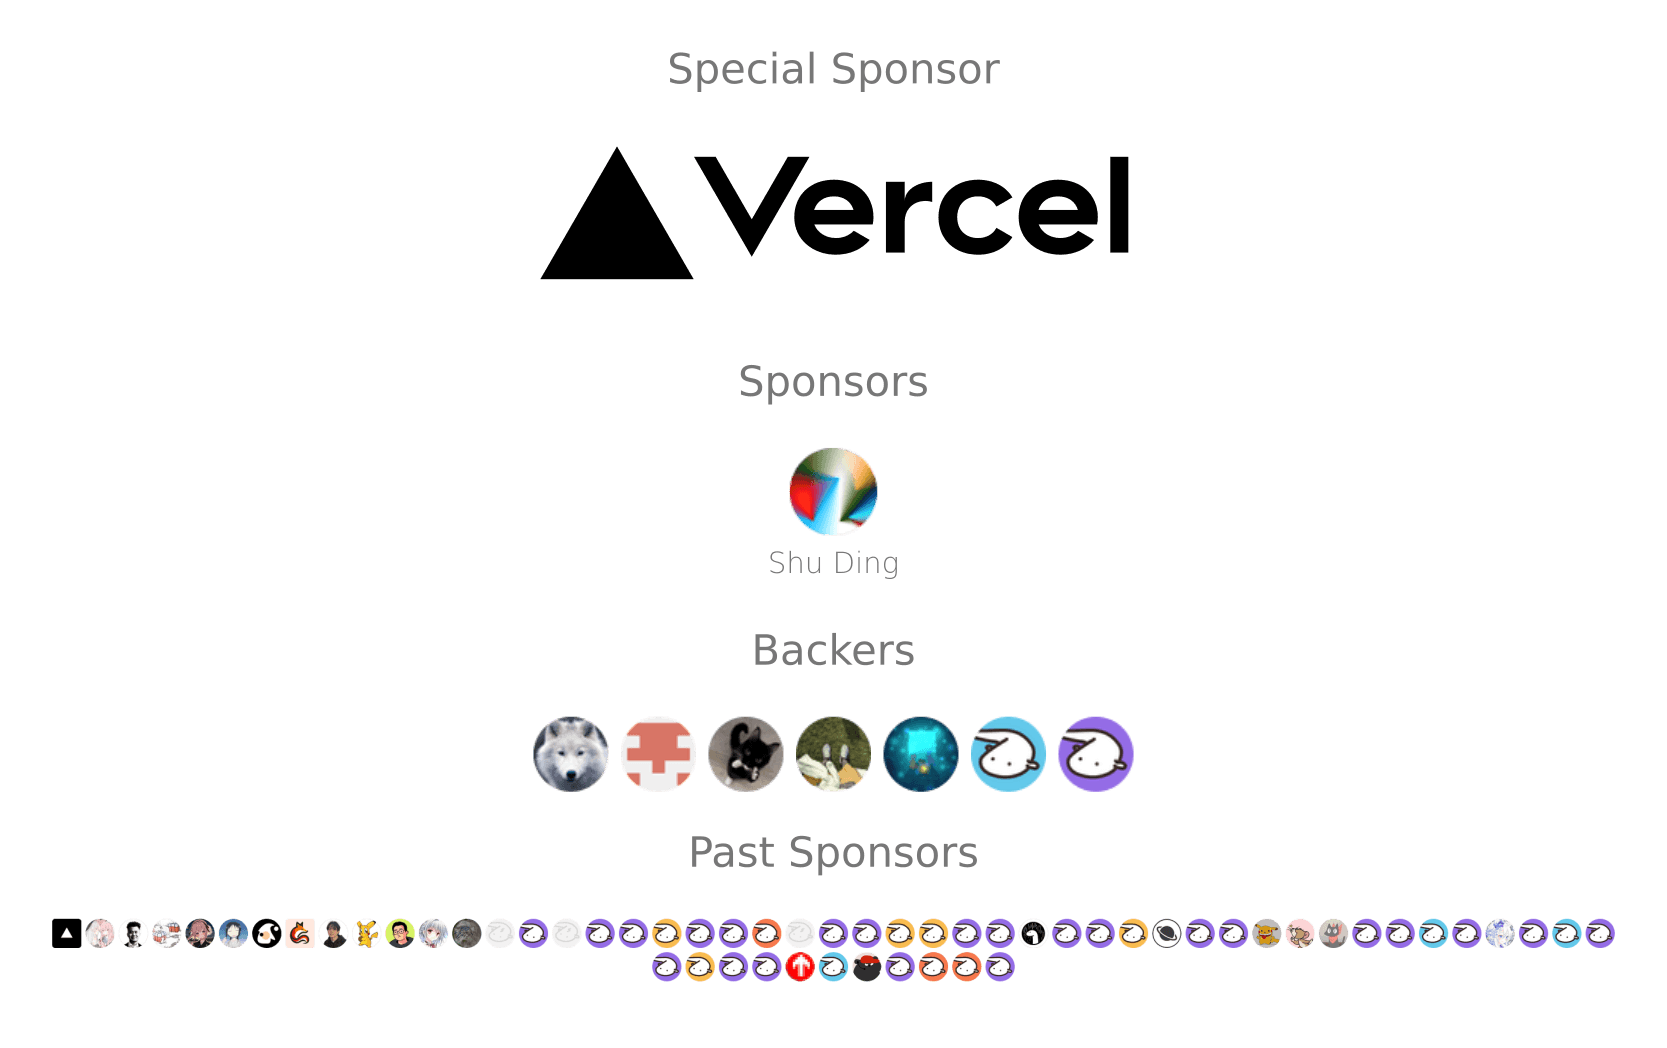 Special Sponsor
Vercel
Sponsors
Shu Ding
Backers
Past Sponsors